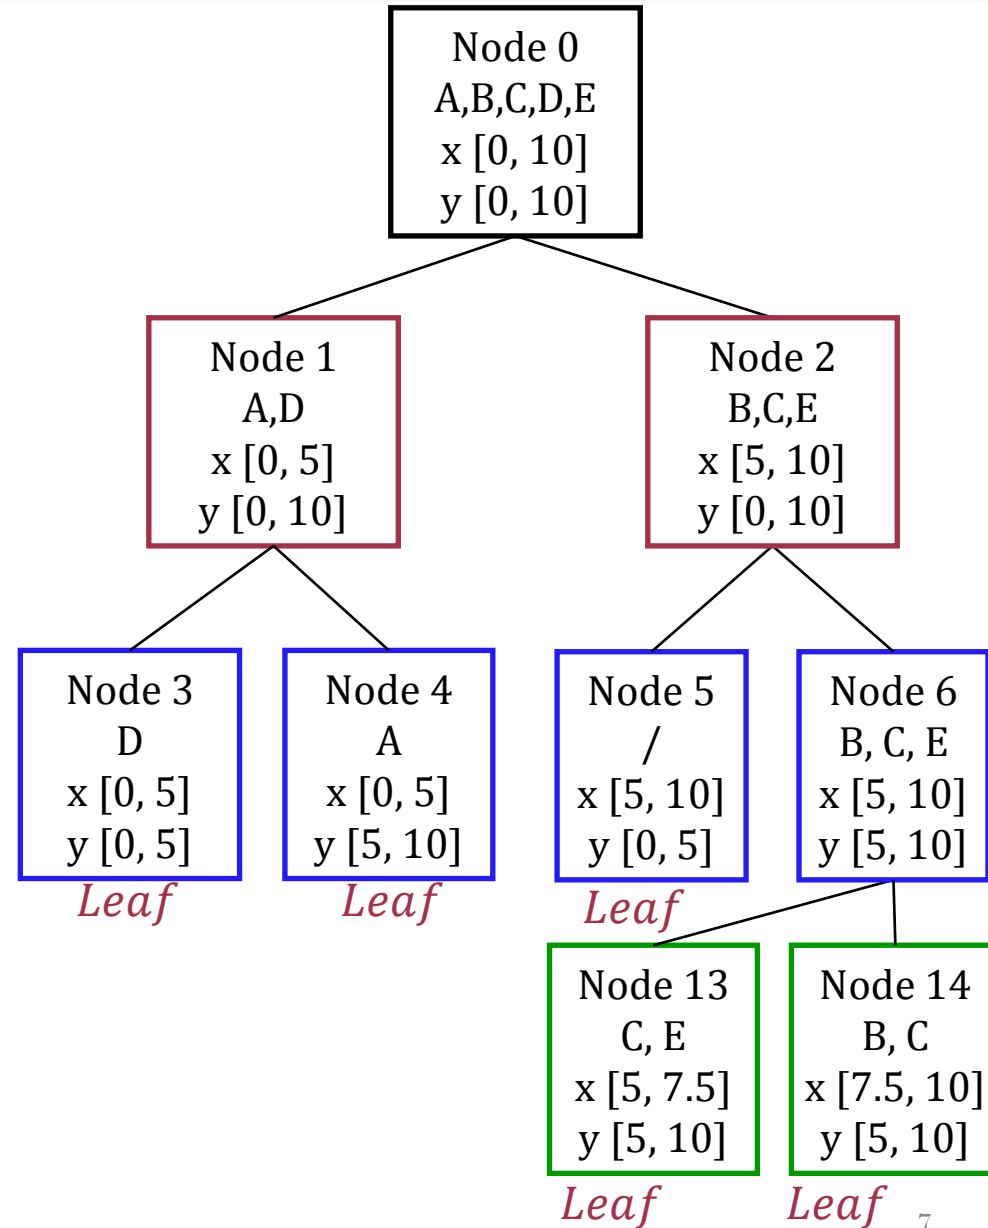 Node 0
A,B,C,D,E
x [0, 10]
y [0, 10]
Node 1
A,D
x [0, 5]
y [0, 10]
Node 2
B,C,E
x [5, 10]
y [0, 10]
Node 3
D
x [0, 5]
y [0, 5]
Leaf
Node 4
A
x [0, 5]
y [5, 10]
Leaf
Node 5
/
x [5, 10]
y [0, 5]
Leaf
Node 6
B, C, E
x [5, 10]
y [5, 10]
Node 13
C, E
x [5, 7.5]
y [5, 10]
Leaf
Node 14
B, C
x [7.5, 10]
y [5, 10]
Leaf
7